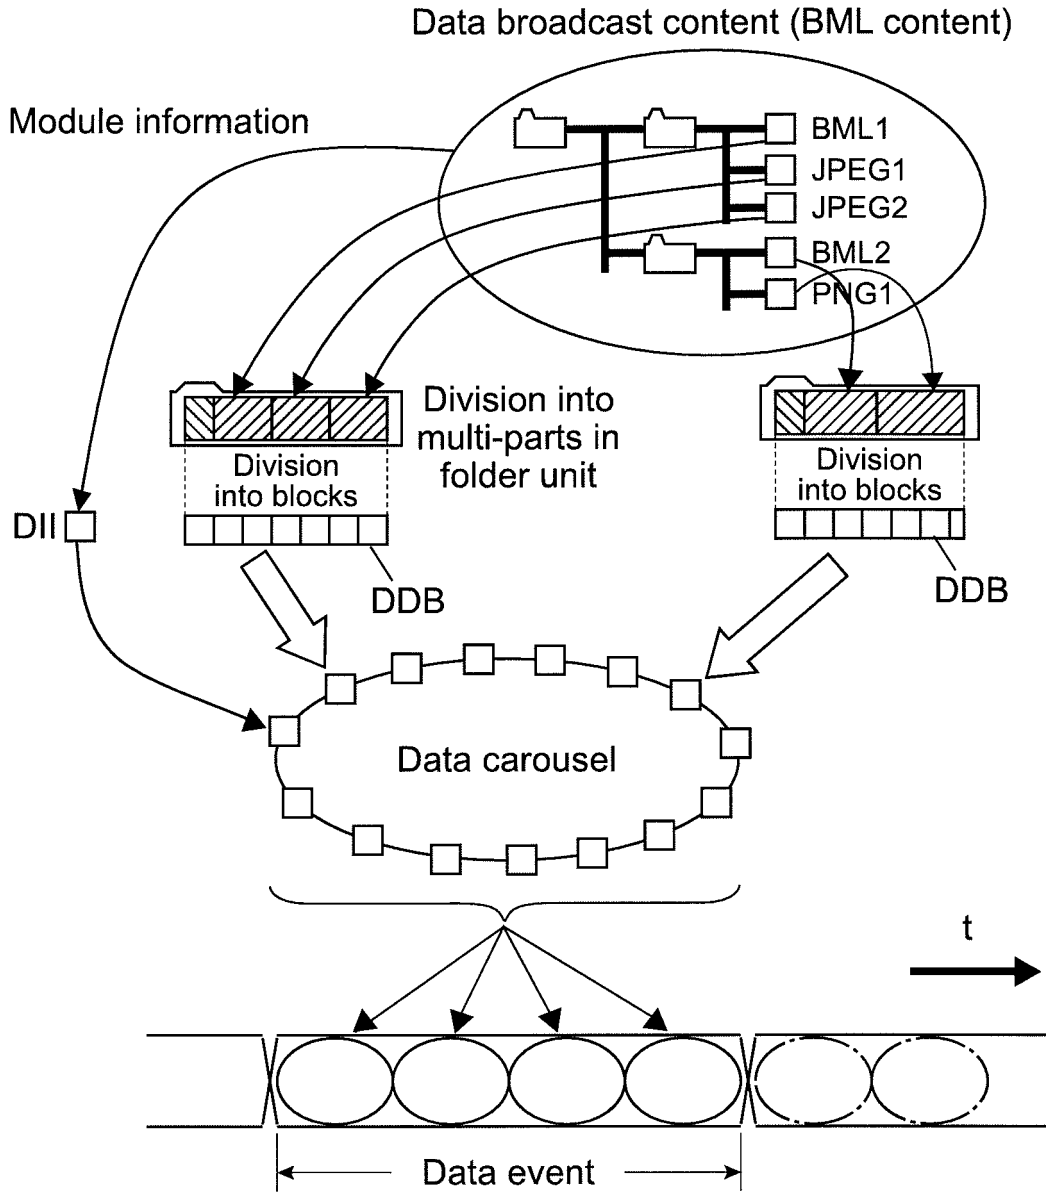 Data broadcast content (BML content)
Module information
BML1
JPEG1
JPEG2
BML2
PNG1
Division into
multi-parts in
folder unit
Division
into blocks
Division
into blocks
DII
DDB
DDB
Data carousel
t
Data event